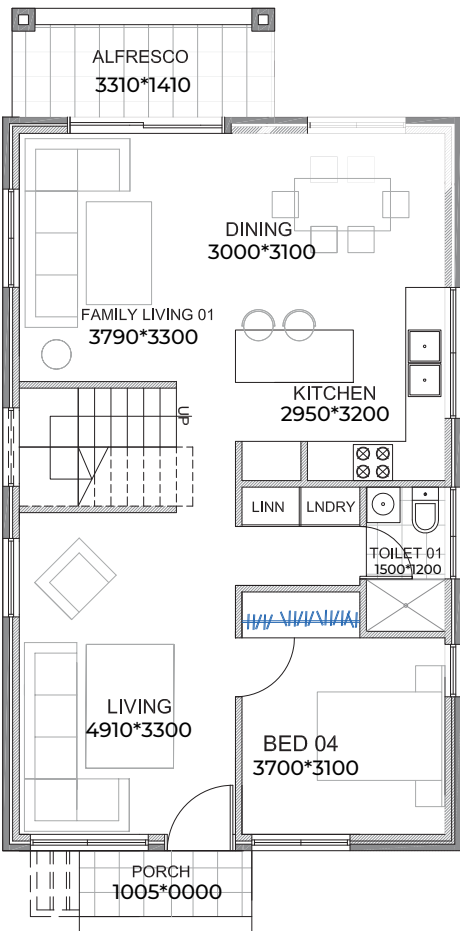 ALFRESCO
3310*1410
DINING
3000*3100
FAMILY LIVING 01
3790*3300
KITCHEN
2950*3200
UP
LINN
LNDRY
TOILET 01
1500*1200
LIVING
4910*3300
BED 04
3700*3100
PORCH
1005*0000